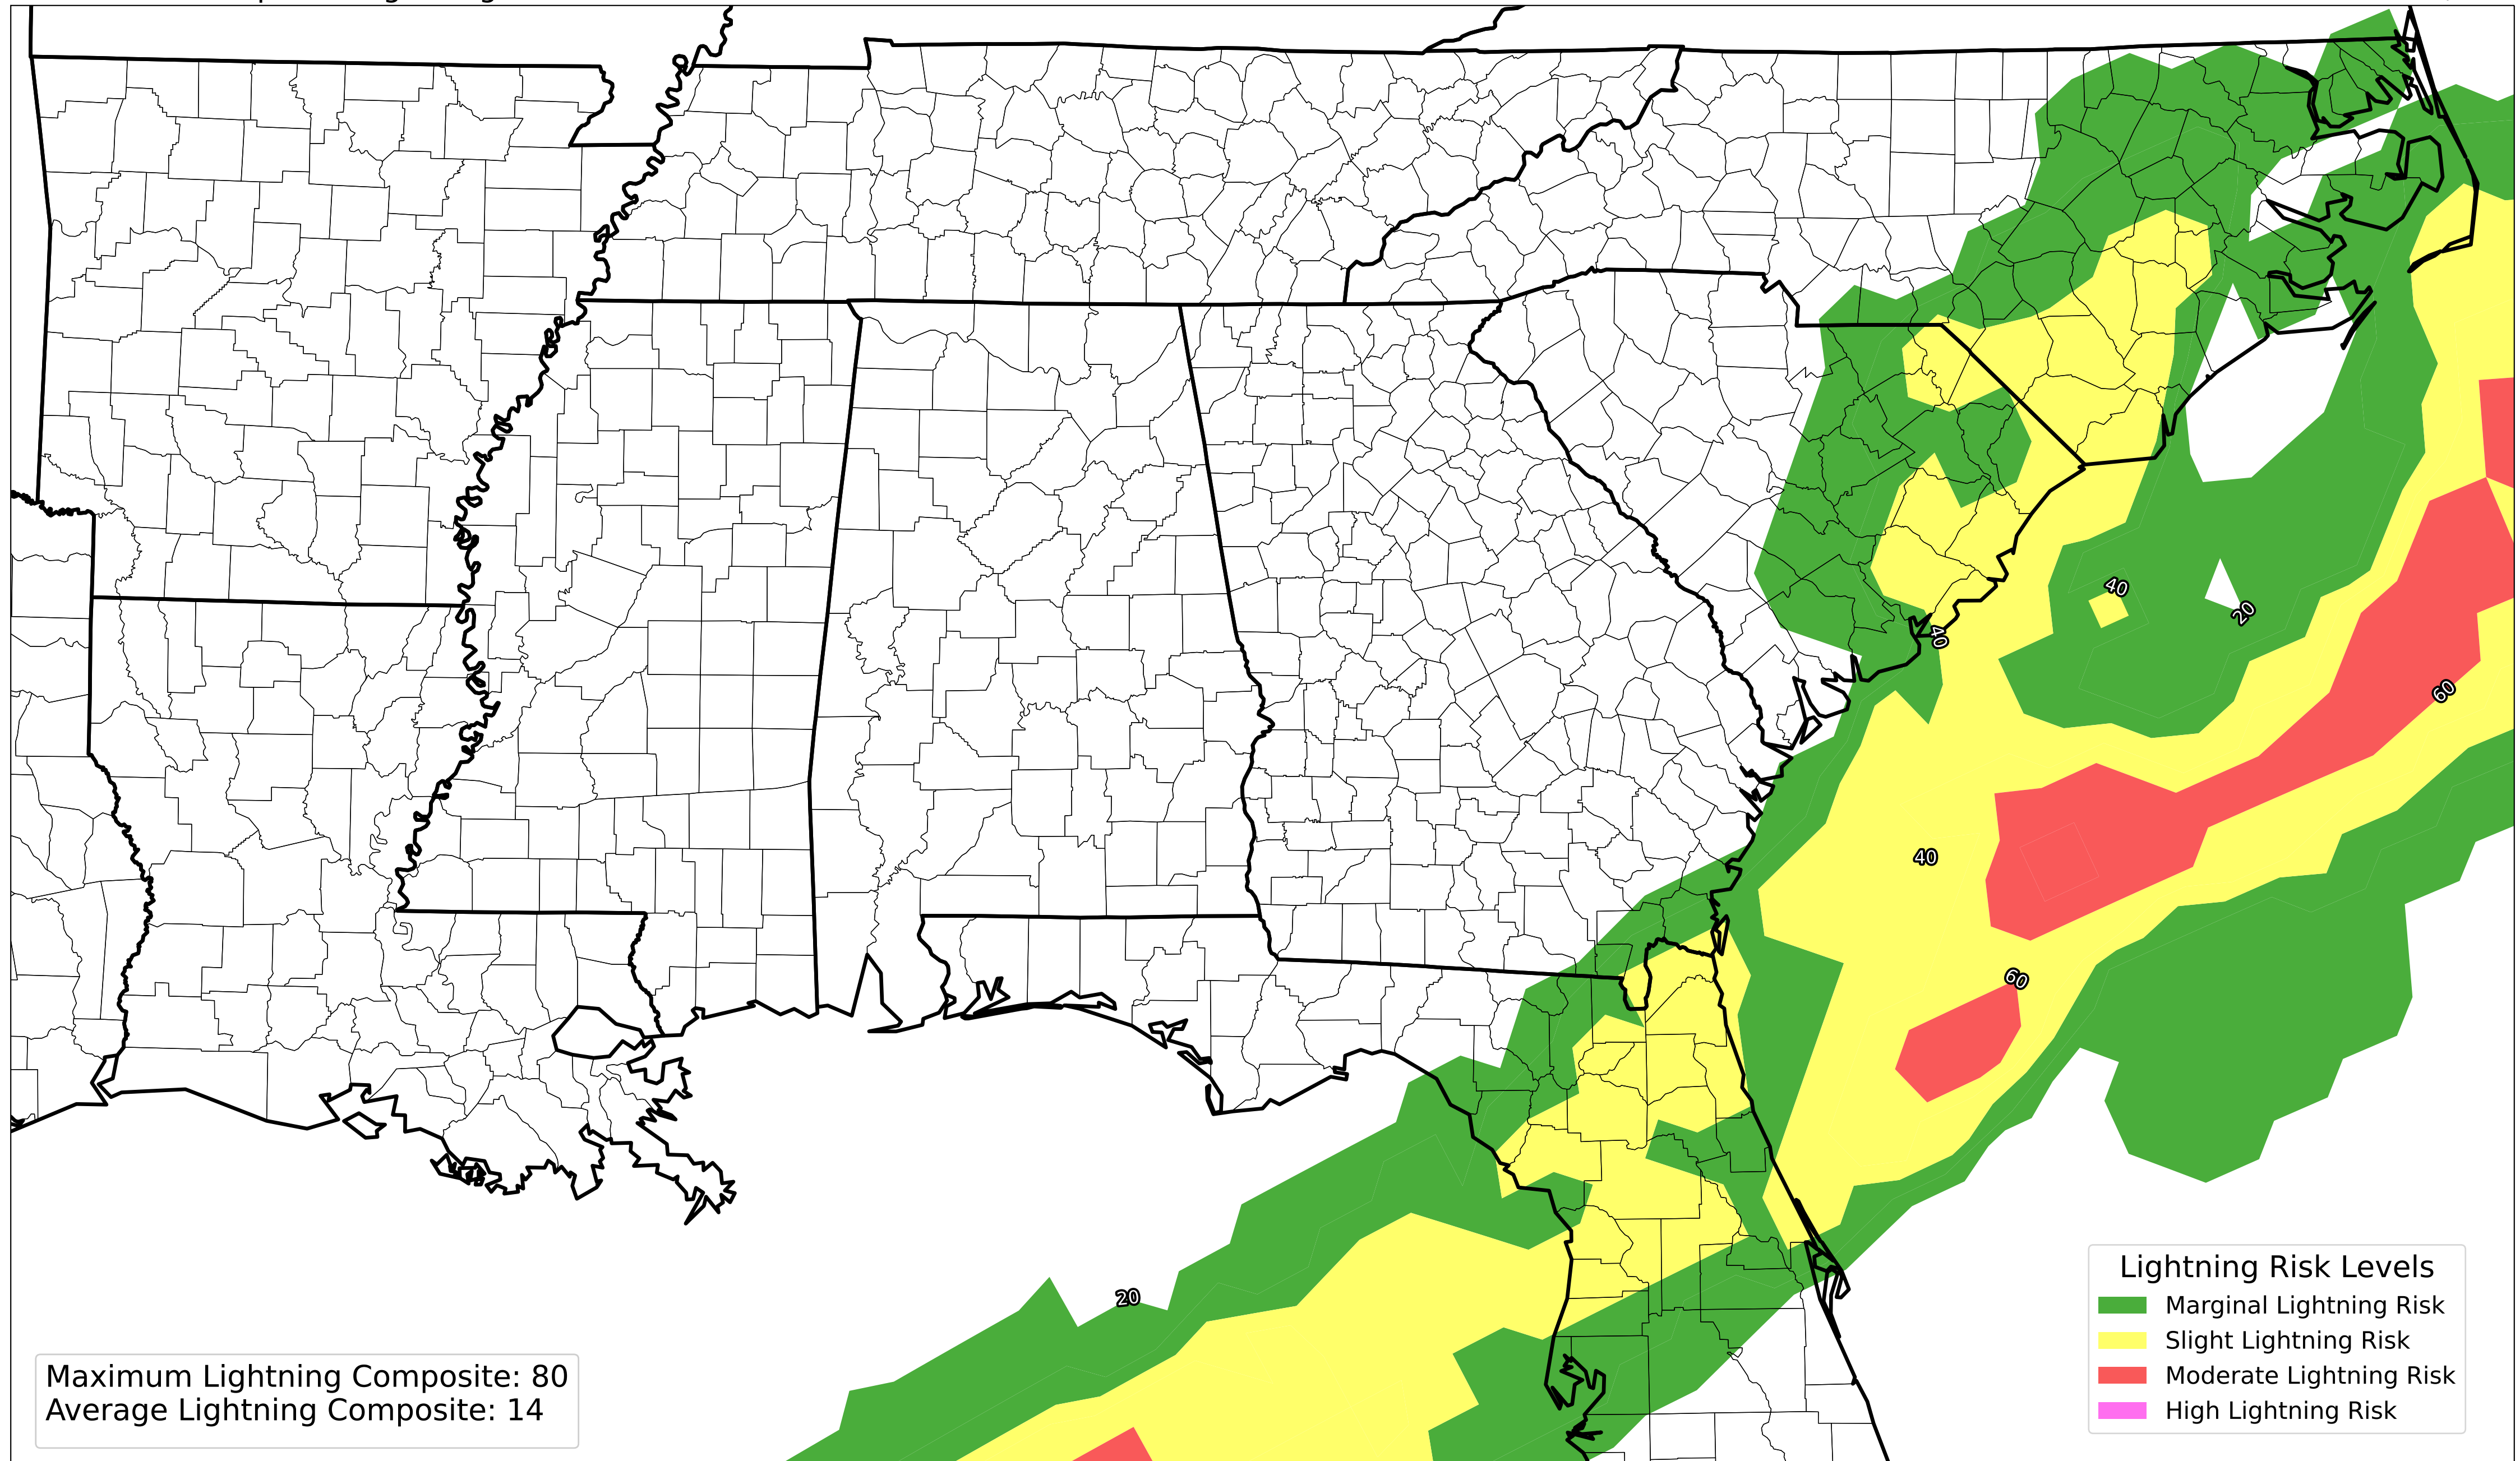 40
20
40
60
40
60
20
Lightning Risk Levels
Marginal Lightning Risk
Slight Lightning Risk
Moderate Lightning Risk
High Lightning Risk
Maximum Lightning Composite: 80
Average Lightning Composite: 14